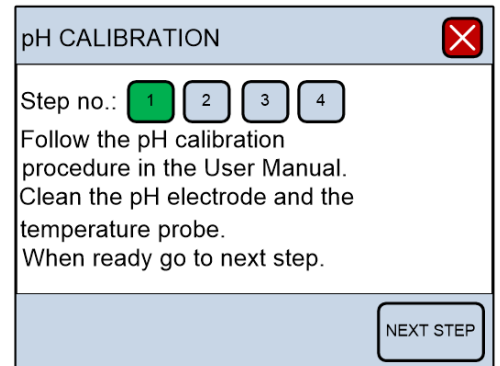 pH CALIBRATION
Step no.: 1 2 3 4
Follow the pH calibration
procedure in the User Manual.
Clean the pH electrode and the
temperature probe.
When ready go to next step.
NEXT STEP